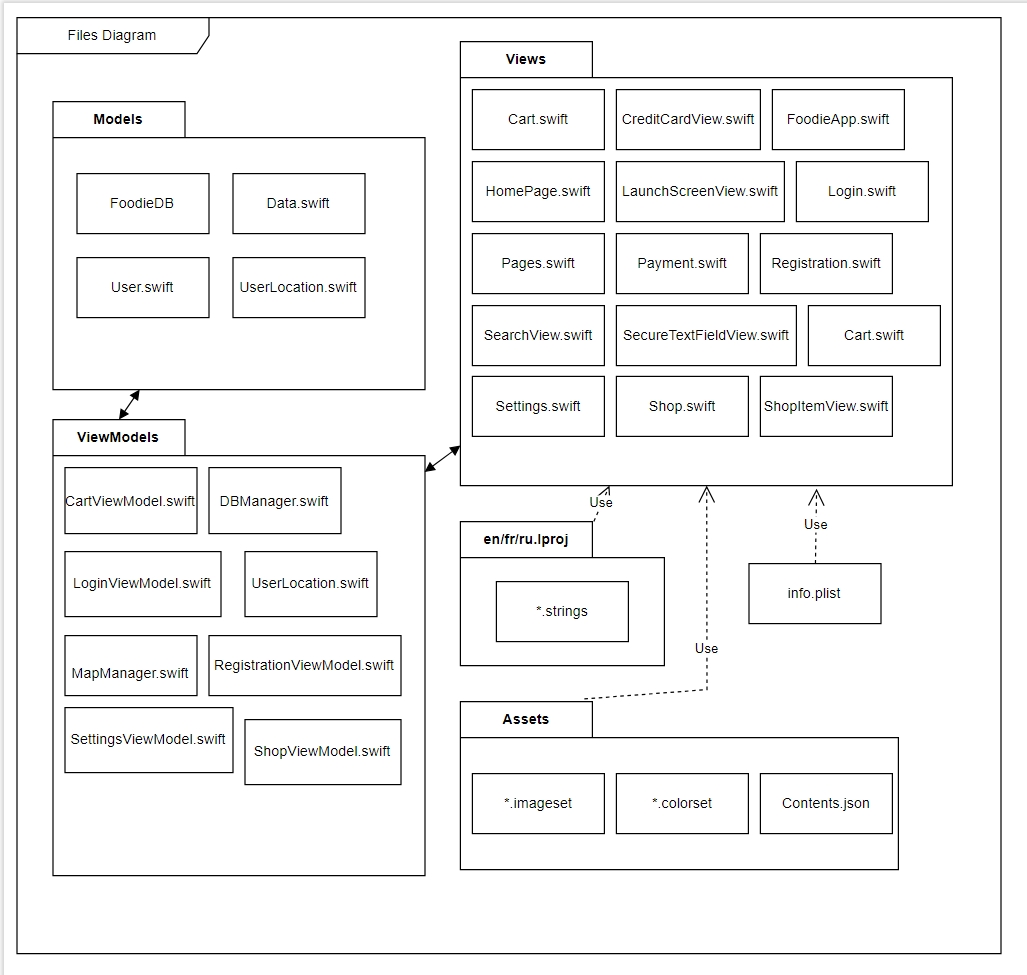 Files Diagram
Models
FoodieDB
Data.swift
User.swift
UserLocation.swift
Views
Cart.swift
CreditCardView.swift
FoodieApp.swift
HomePage.swift
LaunchScreenView.swift
Login.swift
Pages.swift
Payment.swift
Registration.swift
SearchView.swift
SecureTextFieldView.swift
Cart.swift
Settings.swift
Shop.swift
ShopItemView.swift
ViewModels
CartViewModel.swift
DBManager.swift
LoginViewModel.swift
UserLocation.swift
MapManager.swift
RegistrationViewModel.swift
SettingsViewModel.swift
ShopViewModel.swift
Use
Use
Use
en/fr/ru.lproj
*.strings
info.plist
Assets
*.imageset
*.colorset
Contents.json